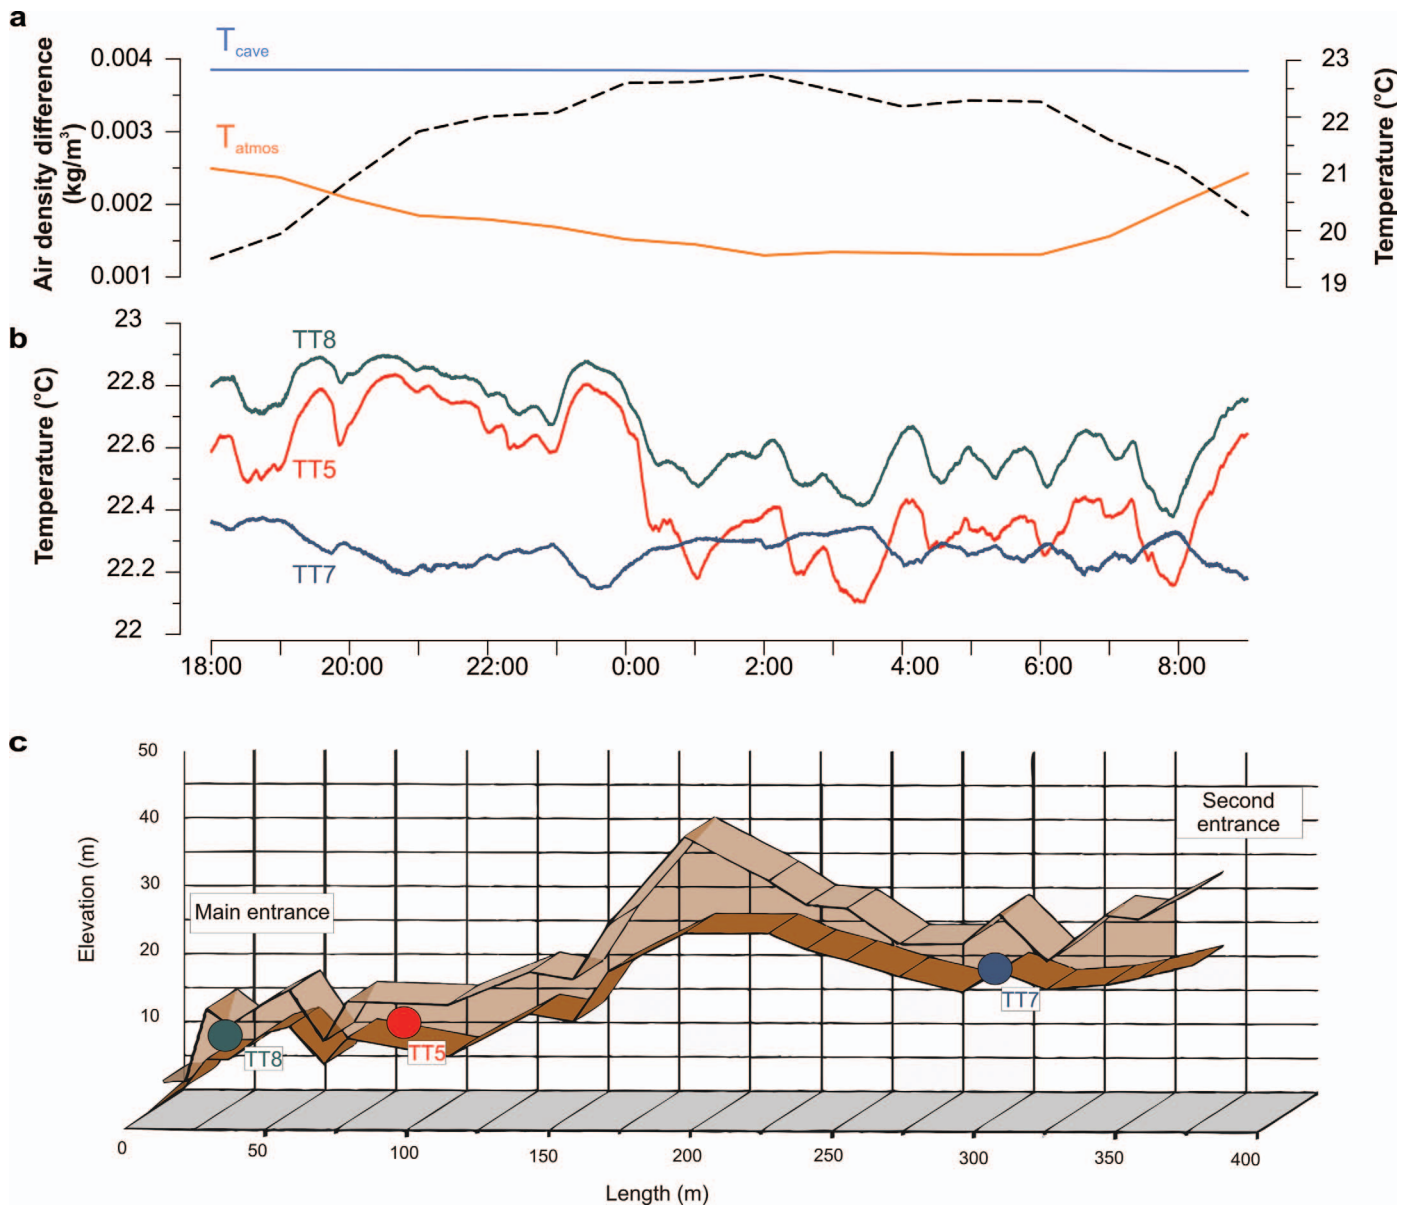 a
T cave
T atmos
Air density difference
(kg/m³)
0.004
0.003
0.002
0.001
23
22
21
20
19
Temperature (°C)
b
TT8
TT5
TT7
Temperature (°C)
23
22.8
22.6
22.4
22.2
22
18:00 20:00 22:00 0:00 2:00 4:00 6:00 8:00
c
50
40
30
20
10
Elevation (m)
Main entrance
Second
entrance
TT8
TT5
TT7
0 50 100 150 200 250 300 350 400
Length (m)